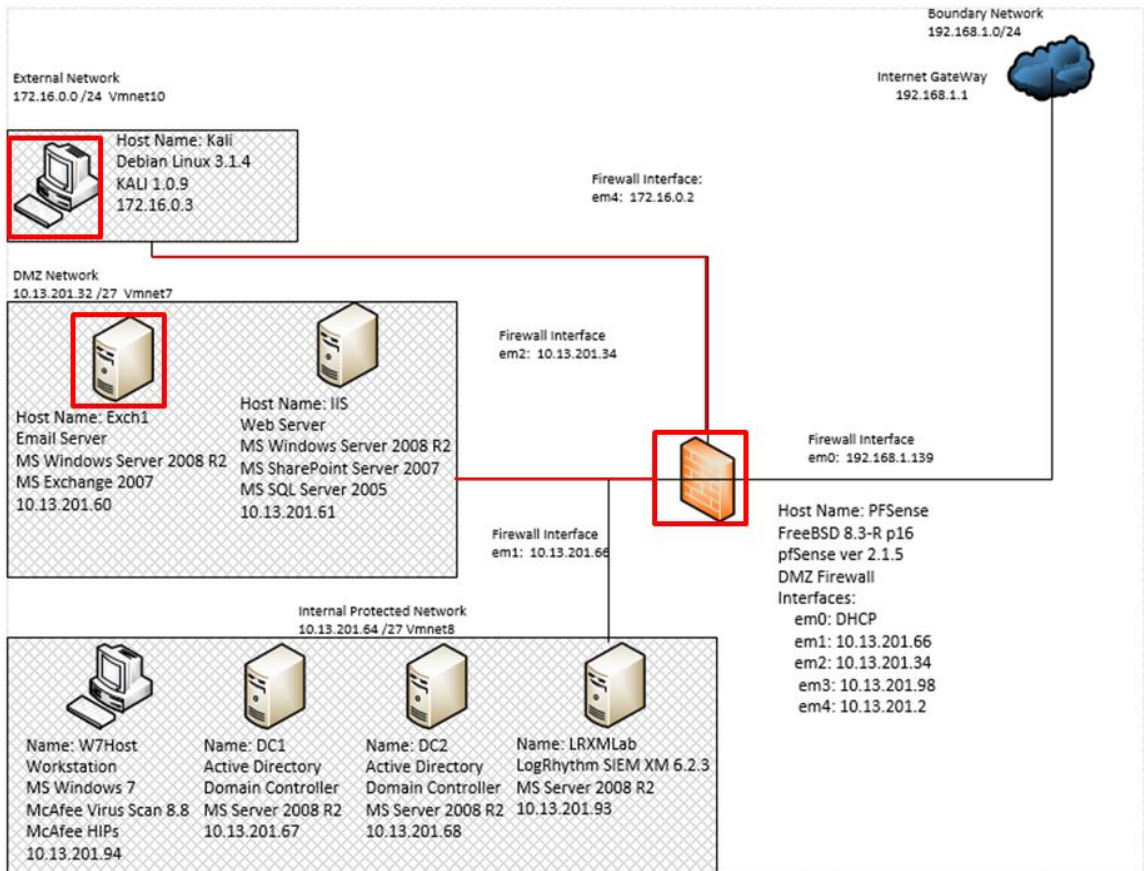 Boundary Network
192.168.1.0/24
External Network
172.16.0.0 /24 Vmnet10
Internet GateWay
192.168.1.1
Host Name: Kali
Debian Linux 3.1.4
KALI 1.0.9
172.16.0.3
Firewall Interface:
em4: 172.16.0.2
DMZ Network
10.13.201.32 /27 Vmnet7
Firewall Interface
em2: 10.13.201.34
Host Name: Exch1
Email Server
MS Windows Server 2008 R2
MS Exchange 2007
10.13.201.60
Host Name: IIS
Web Server
MS Windows Server 2008 R2
MS SharePoint Server 2007
MS SQL Server 2005
10.13.201.61
Firewall Interface
em0: 192.168.1.139
Firewall Interface
em1: 10.13.201.66
Host Name: PFSense
FreeBSD 8.3-R p16
pfSense ver 2.1.5
DMZ Firewall
Interfaces:
em0: DHCP
em1: 10.13.201.66
em2: 10.13.201.34
em3: 10.13.201.98
em4: 10.13.201.2
Internal Protected Network
10.13.201.64 /27 Vmnet8
Name: W7Host
Workstation
MS Windows 7
McAfee Virus Scan 8.8
McAfee HIPs
10.13.201.94
Name: DC1
Active Directory
Domain Controller
MS Server 2008 R2
10.13.201.67
Name: DC2
Active Directory
Domain Controller
MS Server 2008 R2
10.13.201.68
Name: LRXMLab
LogRhythm SIEM XM 6.2.3
MS Server 2008 R2
10.13.201.93